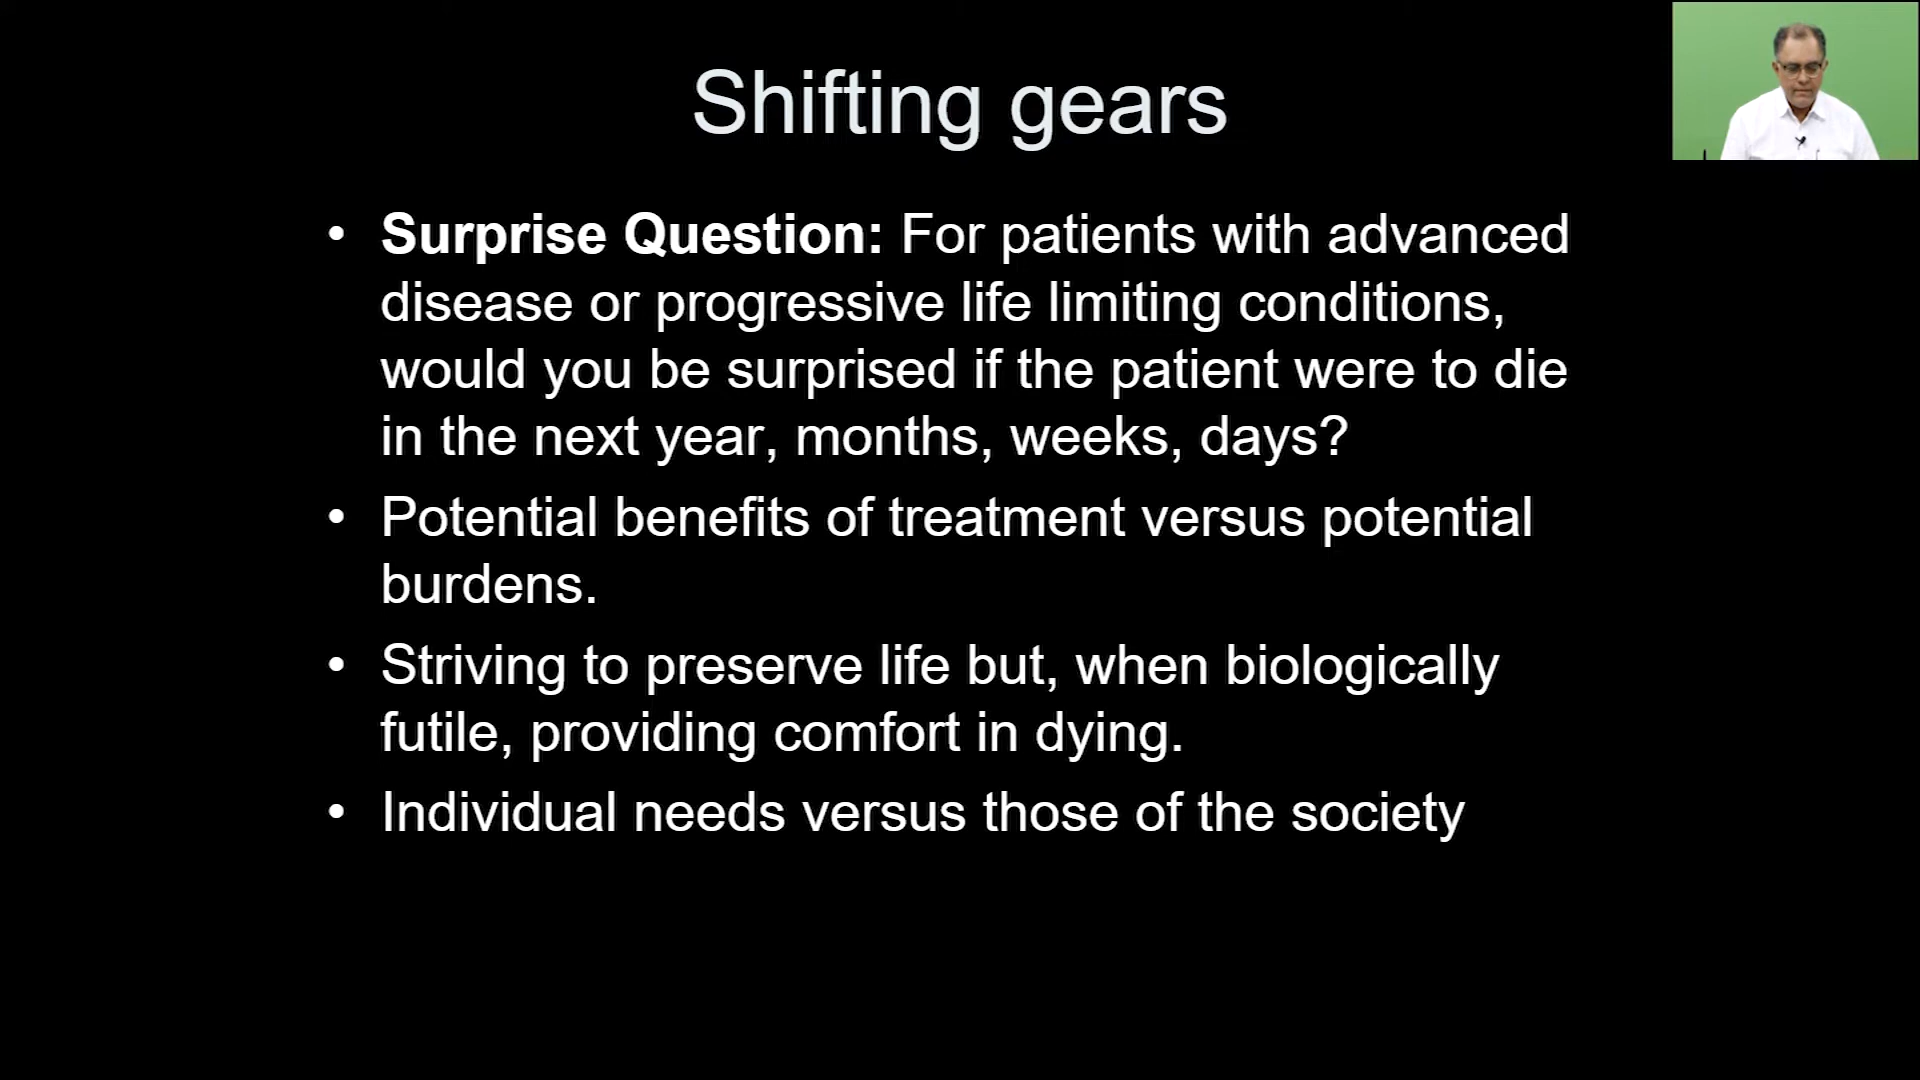 Shifting gears
• Surprise Question: For patients with advanced
disease or progressive life limiting conditions,
would you be surprised if the patient were to die
in the next year, months, weeks, days?
• Potential benefits of treatment versus potential
burdens.
• Striving to preserve life but, when biologically
futile, providing comfort in dying.
• Individual needs versus those of the society